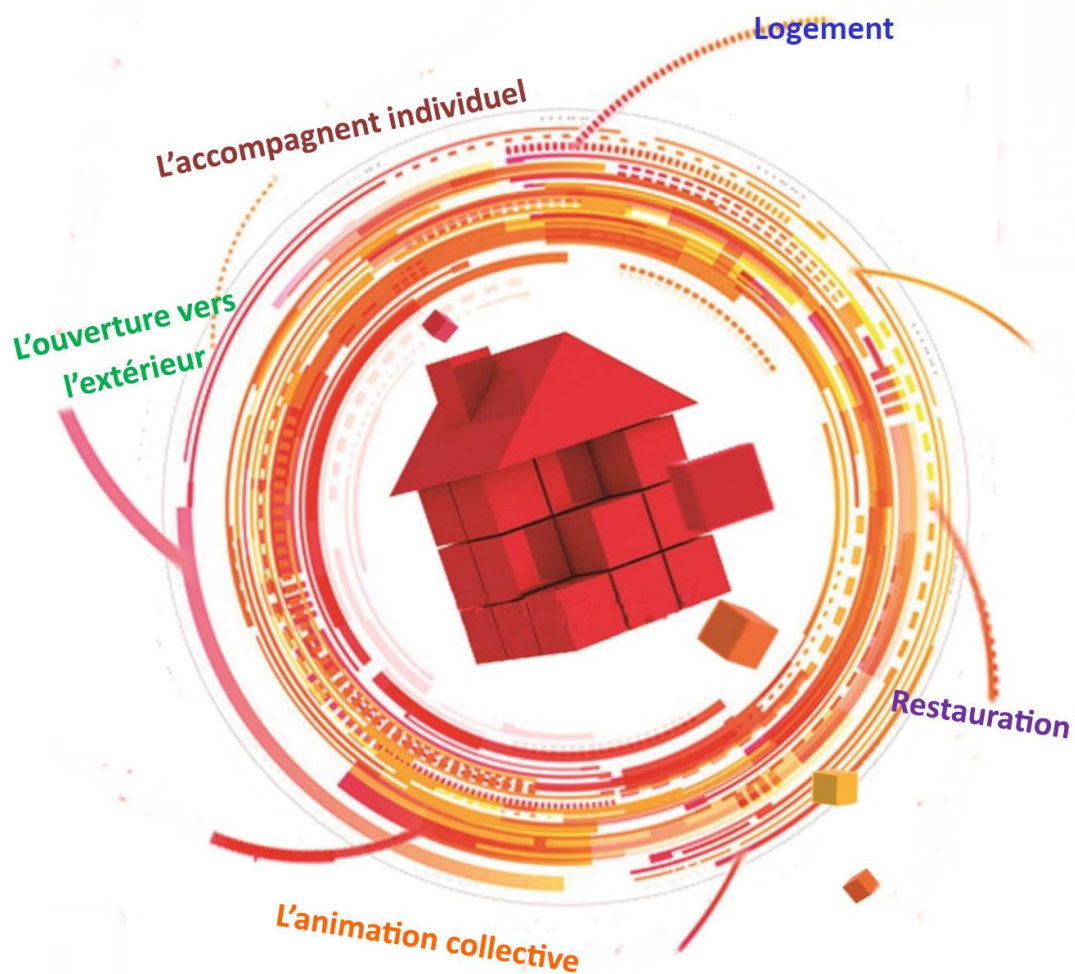 Logement
L'accompagnent individuel
L'ouverture vers
l'extérieur
Restauration
L'animation collective